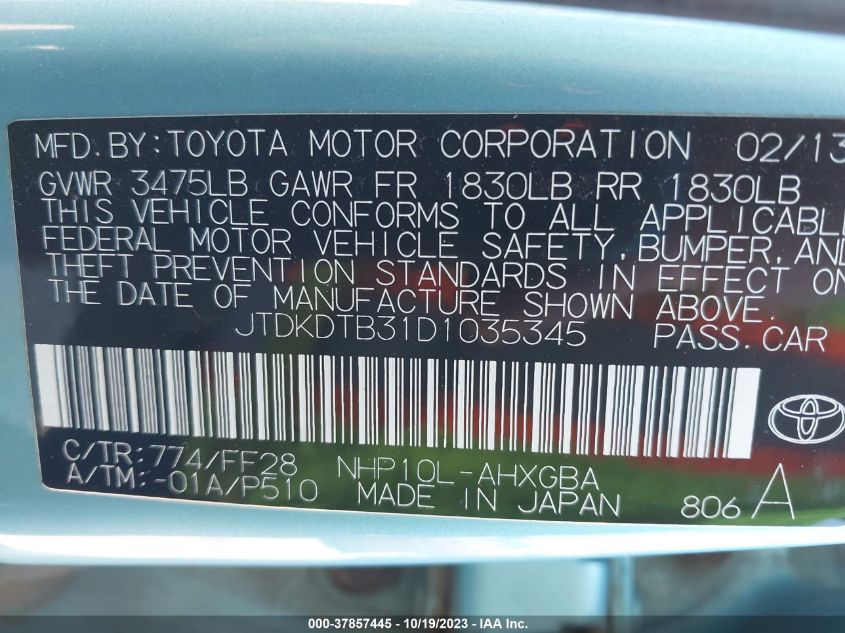 MFD.BY:TOYOTA MOTOR CORPORATION 02/13
GVWR 3475LB GAWR FR 1830LB RR 1830LB
THIS VEHICLE CONFORMS TO ALL APPLICABLE
FEDERAL MOTOR VEHICLE SAFETY,BUMPER,AND
THEFT PREVENTION STANDARDS IN EFFECT ON
THE DATE OF MANUFACTURE SHOWN ABOVE.
JTDKDTB31D1035345 PASS.CAR
C/TR:774/FF28 NHP10L-AHXGBA
A/TM:-01A/P510 MADE IN JAPAN 806 A
000-37857445 - 10/19/2023 - IAA Inc.